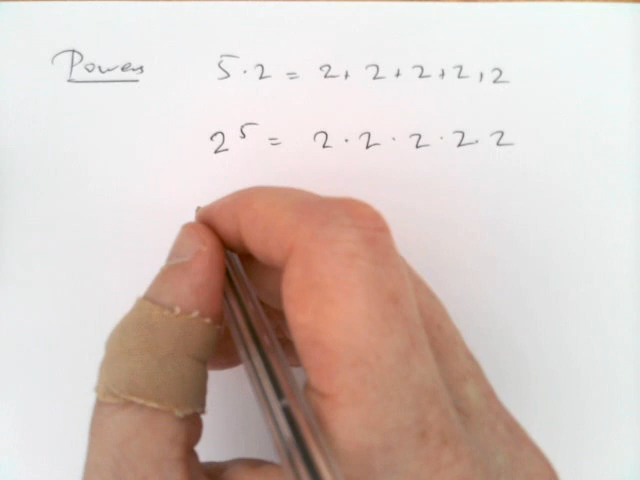 Powers 5 · 2 = 2 + 2 + 2 + 2 + 2
2⁵ = 2 · 2 · 2 · 2 · 2